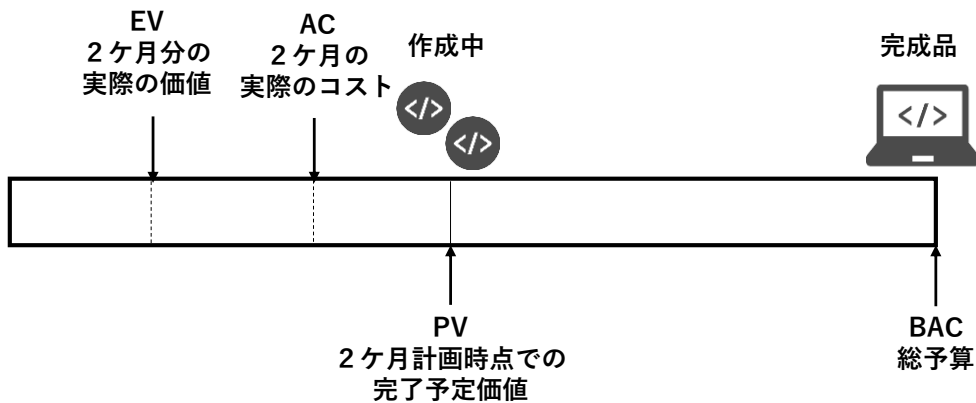 EV
２ケ月分の
実際の価値
AC
２ケ月の
実際のコスト
作成中
</>
</>
完成品
</>
PV
２ケ月計画時点での
完了予定価値
BAC
総予算